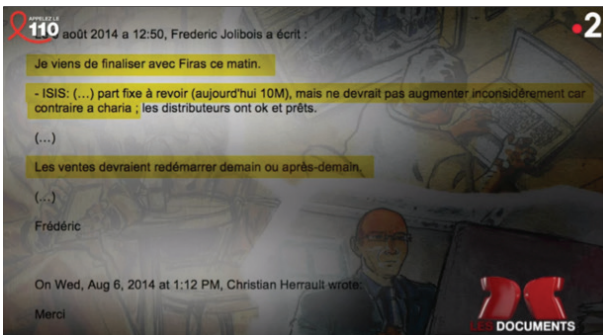 APPELEZ LE
110
août 2014 a 12:50, Frederic Jolibois a écrit :
2
Je viens de finaliser avec Firas ce matin.
- ISIS: (...) part fixe à revoir (aujourd'hui 10M), mais ne devrait pas augmenter inconsidèrement car
contraire a charia ; les distributeurs ont ok et prêts.
(...)
Les ventes devraient redémarrer demain ou après-demain.
(...)
Frédéric
On Wed, Aug 6, 2014 at 1:12 PM, Christian Herrault wrote:
Merci
LES DOCUMENTS